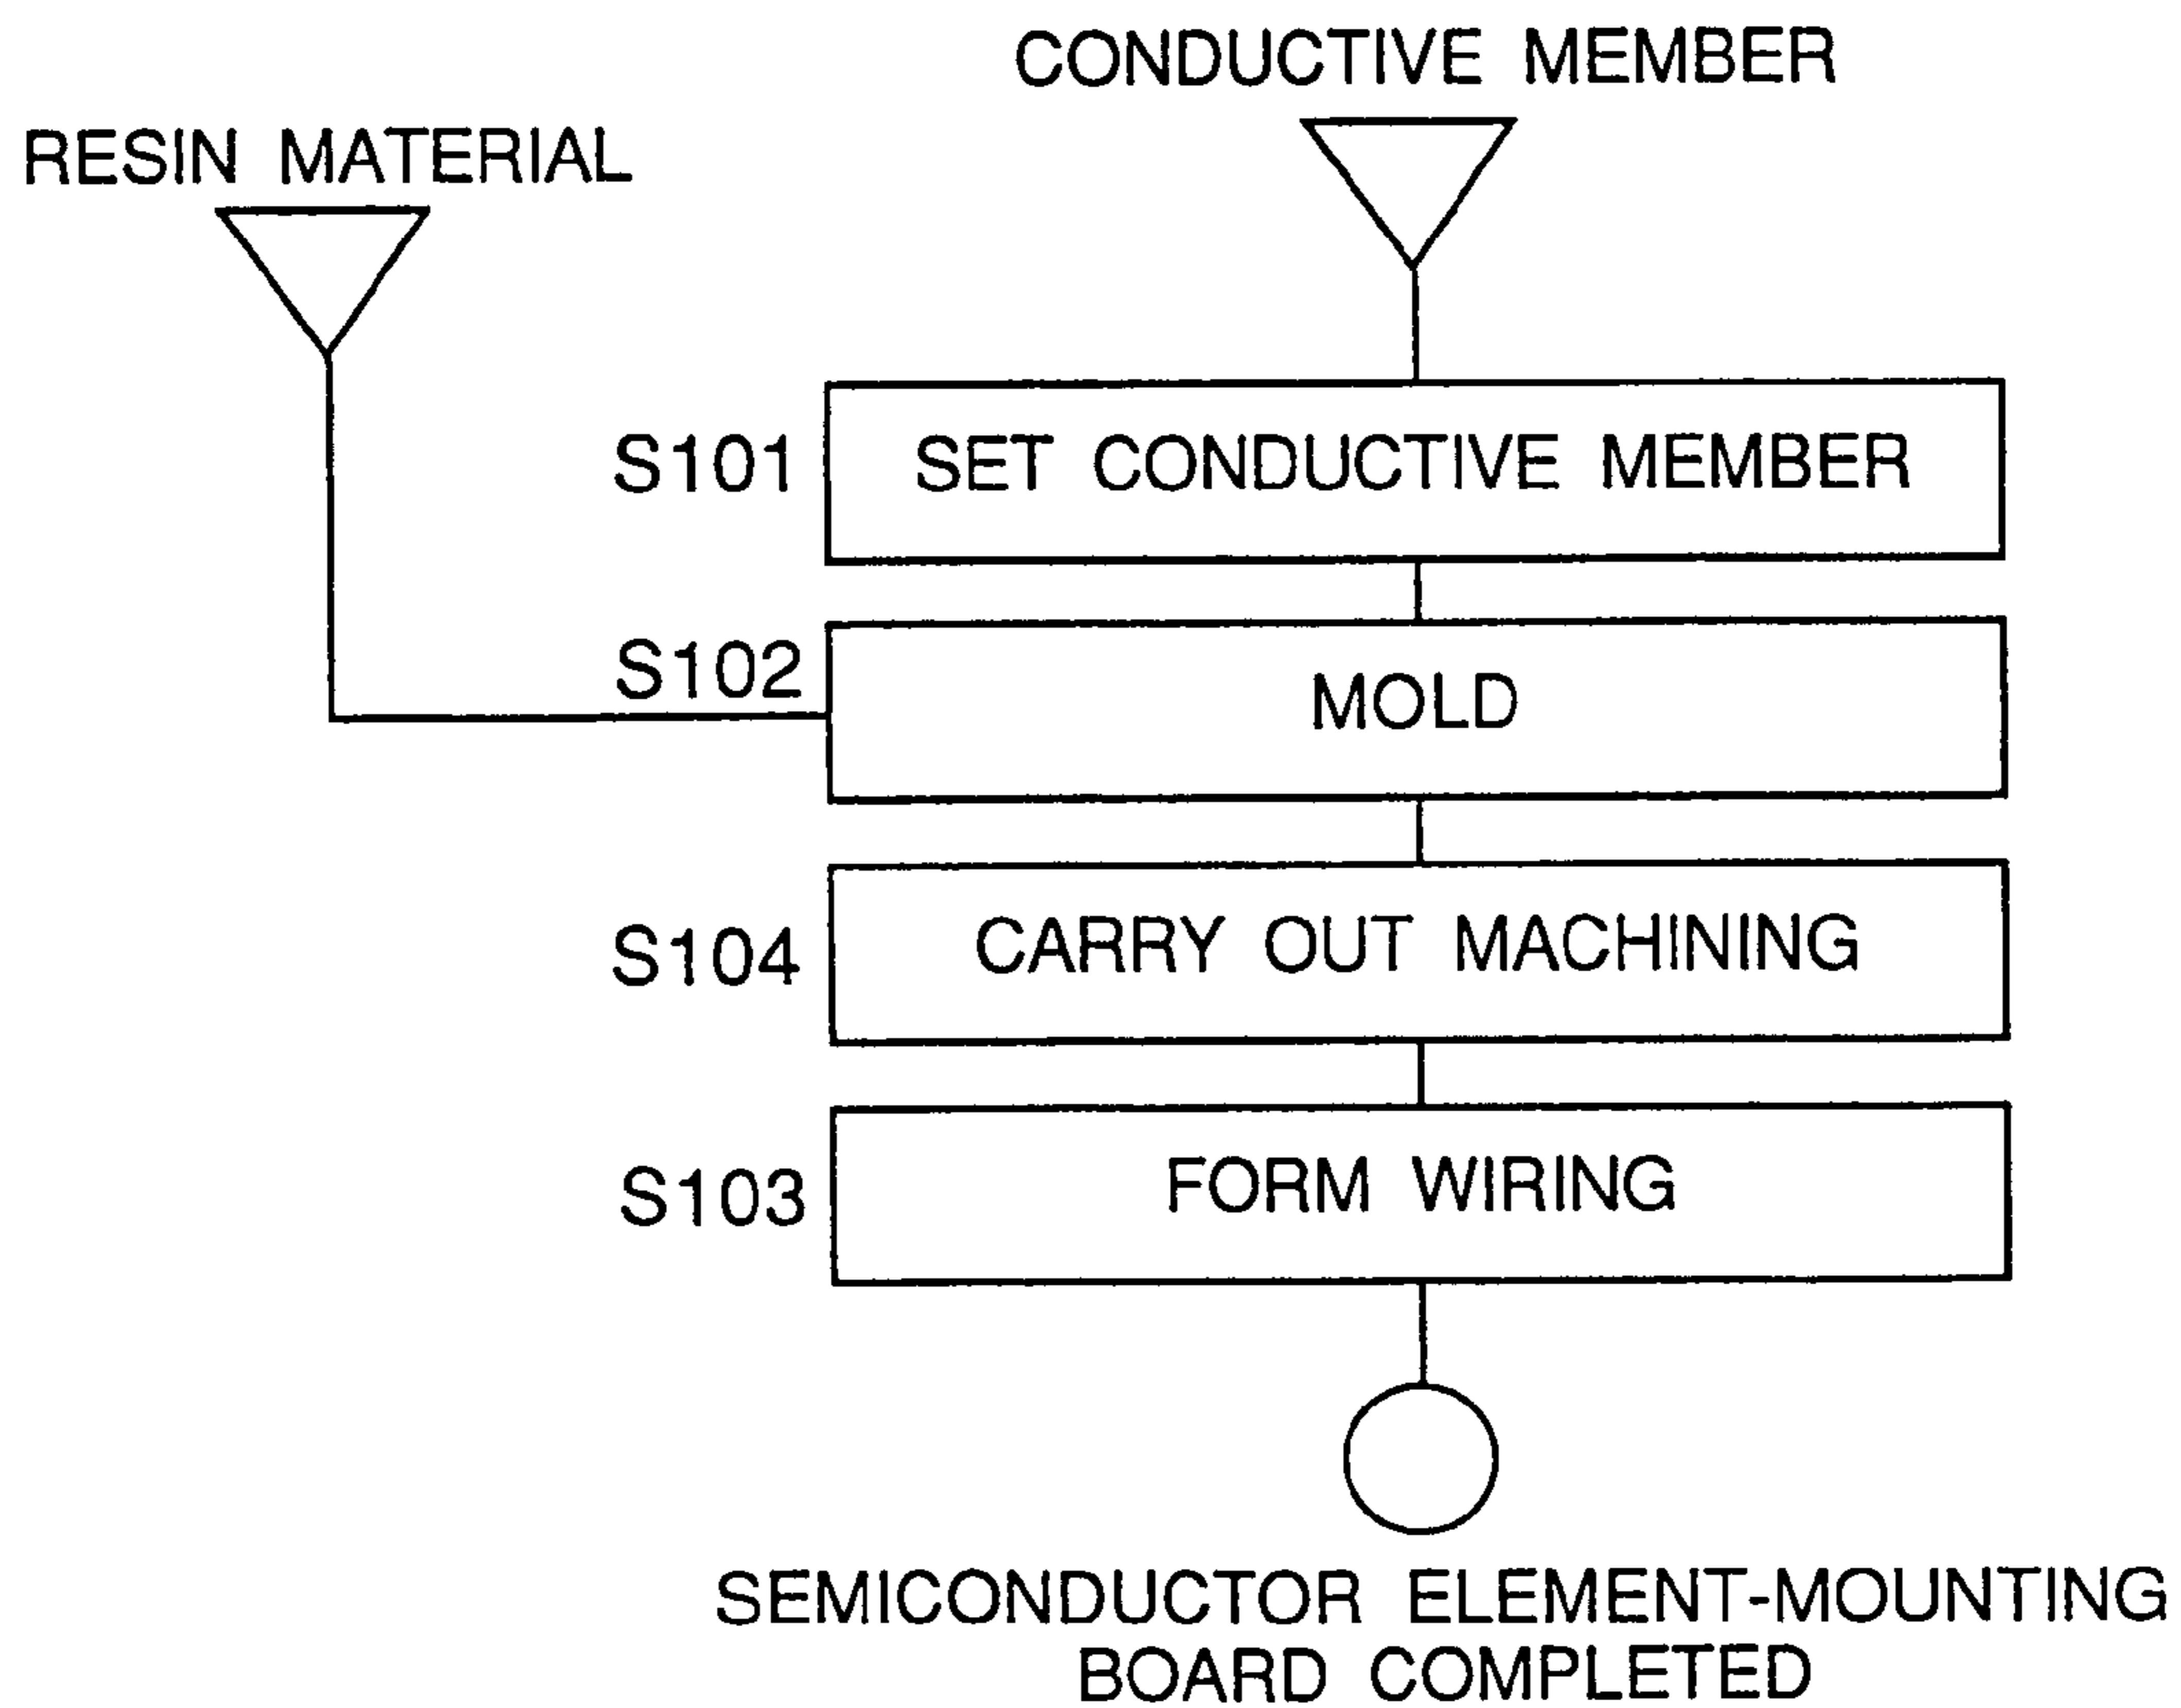 CONDUCTIVE MEMBER
RESIN MATERIAL
S101 SET CONDUCTIVE MEMBER
S102 MOLD
S104 CARRY OUT MACHINING
S103 FORM WIRING
SEMICONDUCTOR ELEMENT-MOUNTING
BOARD COMPLETED